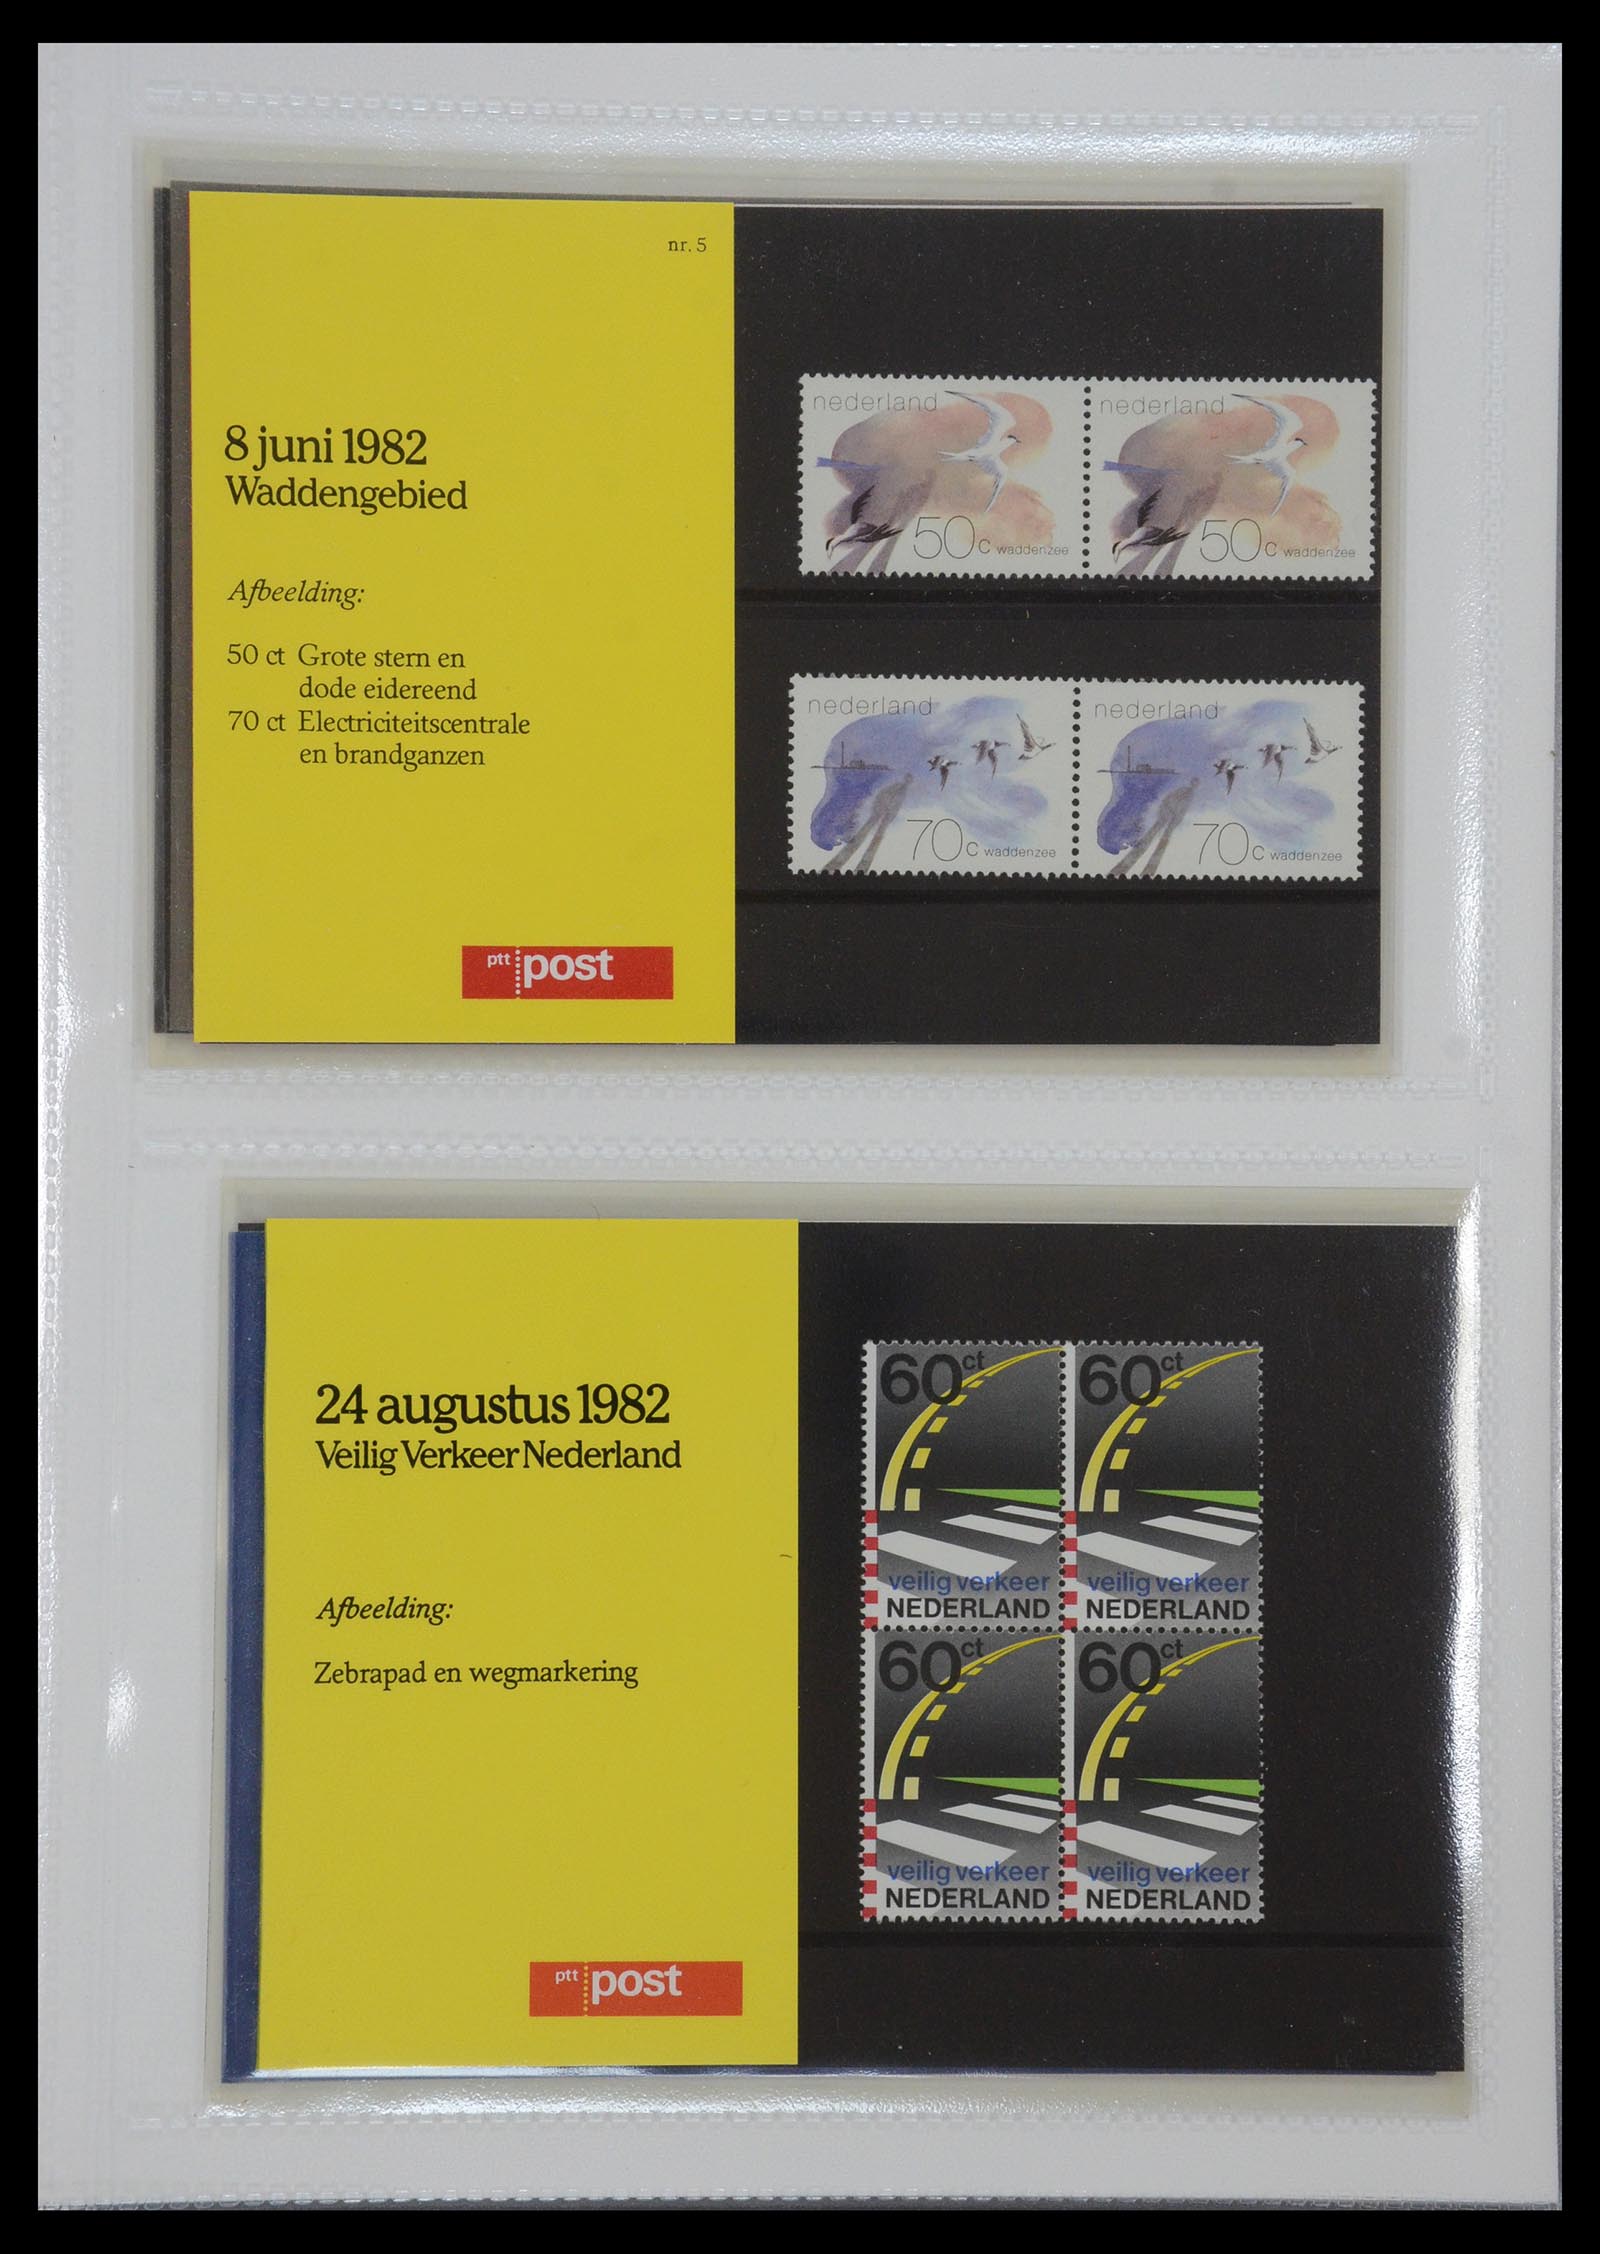 nr. 5
8 juni 1982
Waddengebied
Afbeelding:
50 ct Grote stern en
dode eidereend
70 ct Electriciteitscentrale
en brandganzen
ptt post
nederland
50c waddenzee
nederland
50c waddenzee
nederland
70c waddenzee
nederland
70c waddenzee
24 augustus 1982
Veilig Verkeer Nederland
Afbeelding:
Zebrapad en wegmarkering
ptt post
60ct
veilig verkeer
NEDERLAND
60ct
veilig verkeer
NEDERLAND
60ct
veilig verkeer
NEDERLAND
60ct
veilig verkeer
NEDERLAND